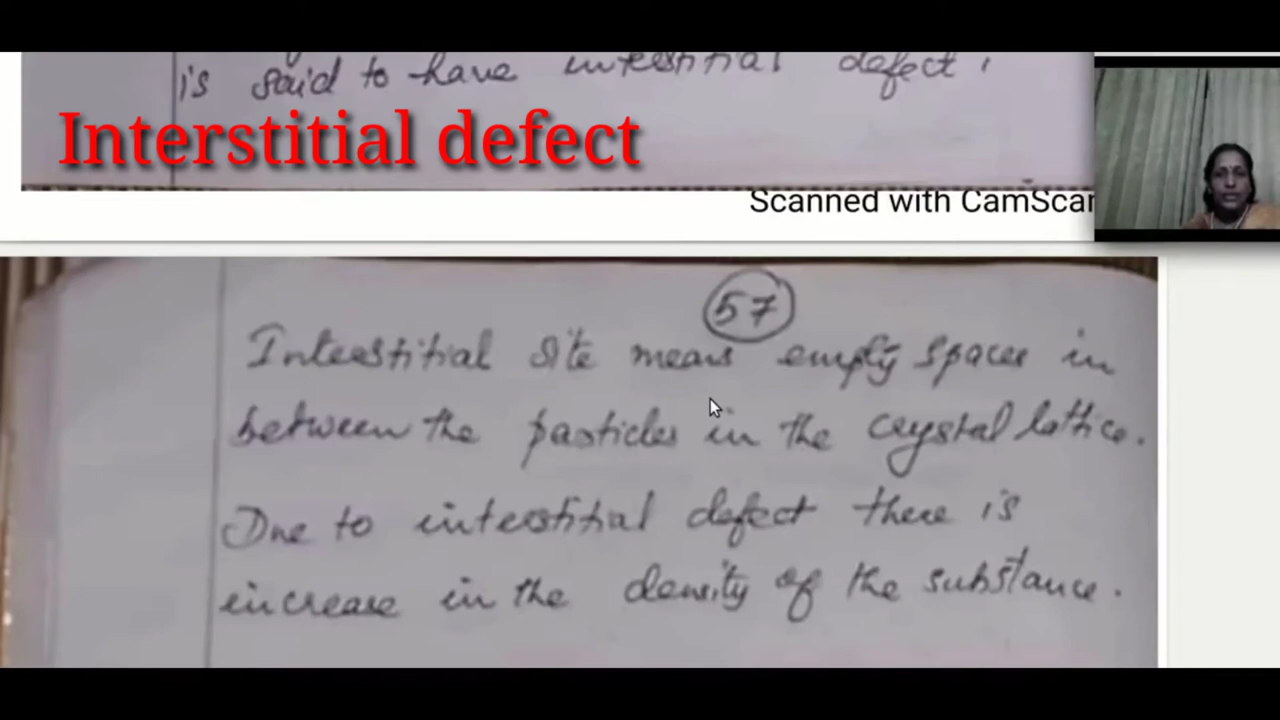 is said to have interstitial defect.
Interstitial defect
Scanned with CamScan
57
Interstitial site means empty spaces in
between the particles in the crystal lattice.
Due to interstitial defect there is
increase in the density of the substance.